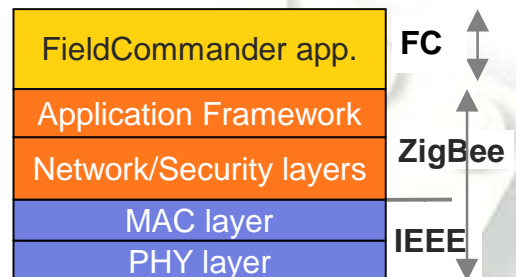 FieldCommander app.
FC
Application Framework
Network/Security layers
ZigBee
MAC layer
IEEE
PHY layer